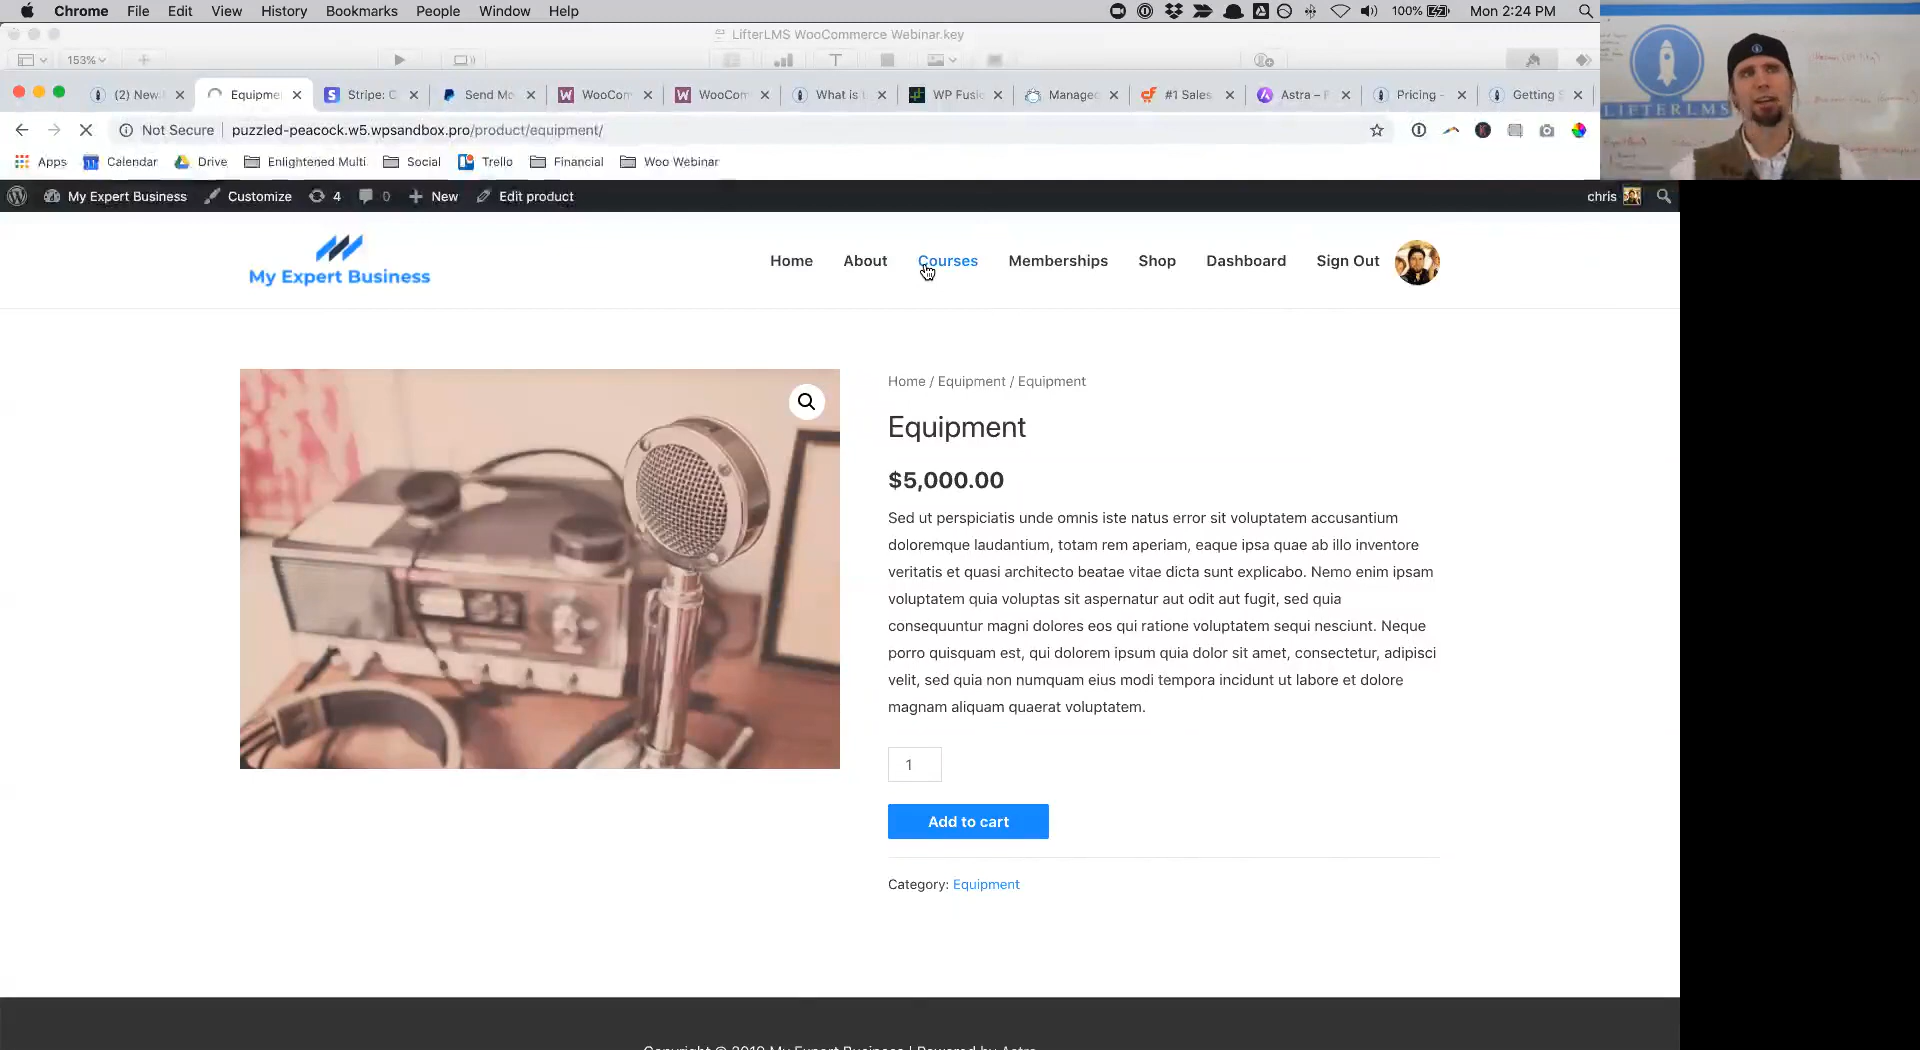 Chrome File Edit View History Bookmarks People Window Help 100% Mon 2:24 PM
LifterLMS WooCommerce Webinar.key
153%
(2) New Equipme Stripe: C Send Mo WooCom WooCom What is WP Fusi Manage #1 Sales Astra – Pricing - Getting S
Not Secure puzzled-peacock.w5.wpsandbox.pro/product/equipment/
Apps Calendar Drive Enlightened Multi Social Trello Financial Woo Webinar
LIFTERLMS
My Expert Business Customize 4 0 New Edit product chris
My Expert Business
Home About Courses Memberships Shop Dashboard Sign Out
Home / Equipment / Equipment
Equipment
$5,000.00
Sed ut perspiciatis unde omnis iste natus error sit voluptatem accusantium
doloremque laudantium, totam rem aperiam, eaque ipsa quae ab illo inventore
veritatis et quasi architecto beatae vitae dicta sunt explicabo. Nemo enim ipsam
voluptatem quia voluptas sit aspernatur aut odit aut fugit, sed quia
consequuntur magni dolores eos qui ratione voluptatem sequi nesciunt. Neque
porro quisquam est, qui dolorem ipsum quia dolor sit amet, consectetur, adipisci
velit, sed quia non numquam eius modi tempora incidunt ut labore et dolore
magnam aliquam quaerat voluptatem.
1
Add to cart
Category: Equipment
Copyright © 2019 My Expert Business | Powered by Astra